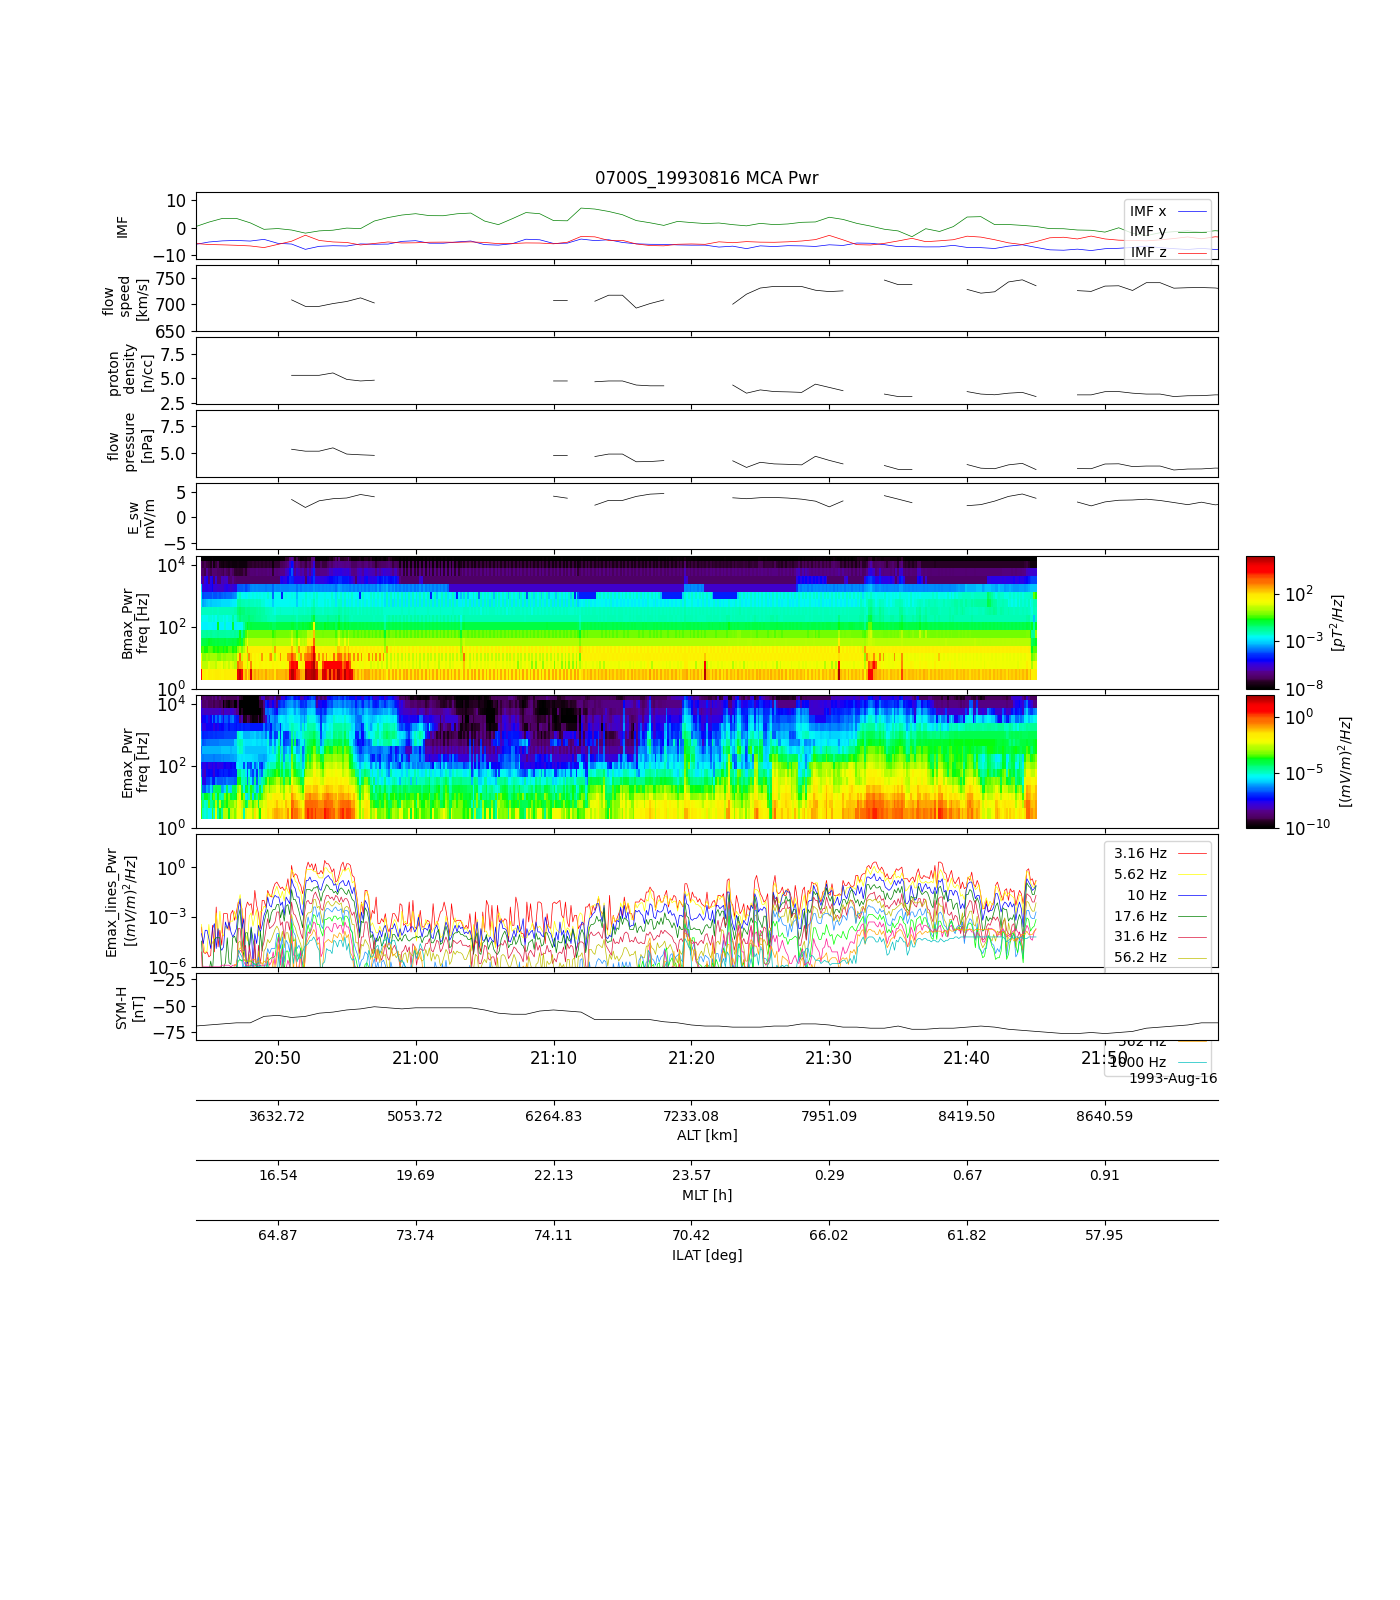 0700S_19930816 MCA Pwr
10
0
−10
IMF
IMF x
IMF y
IMF z
750
700
650
flow
speed
[km/s]
7.5
5.0
2.5
proton
density
[n/cc]
7.5
5.0
flow
pressure
[nPa]
5
0
−5
E_sw
mV/m
10^4
10^2
10^0
Bmax_Pwr
freq [Hz]
10^2
10^−3
10^−8
[pT^2/Hz]
10^4
10^2
10^0
Emax_Pwr
freq [Hz]
10^0
10^−5
10^−10
[(mV/m)^2/Hz]
10^0
10^−3
10^−6
Emax_lines_Pwr
[(mV/m)^2/Hz]
3.16 Hz
5.62 Hz
10 Hz
17.6 Hz
31.6 Hz
56.2 Hz
−25
−50
−75
SYM-H
[nT]
562 Hz
1000 Hz
20:50 21:00 21:10 21:20 21:30 21:40 21:50
1993-Aug-16
3632.72 5053.72 6264.83 7233.08 7951.09 8419.50 8640.59
ALT [km]
16.54 19.69 22.13 23.57 0.29 0.67 0.91
MLT [h]
64.87 73.74 74.11 70.42 66.02 61.82 57.95
ILAT [deg]